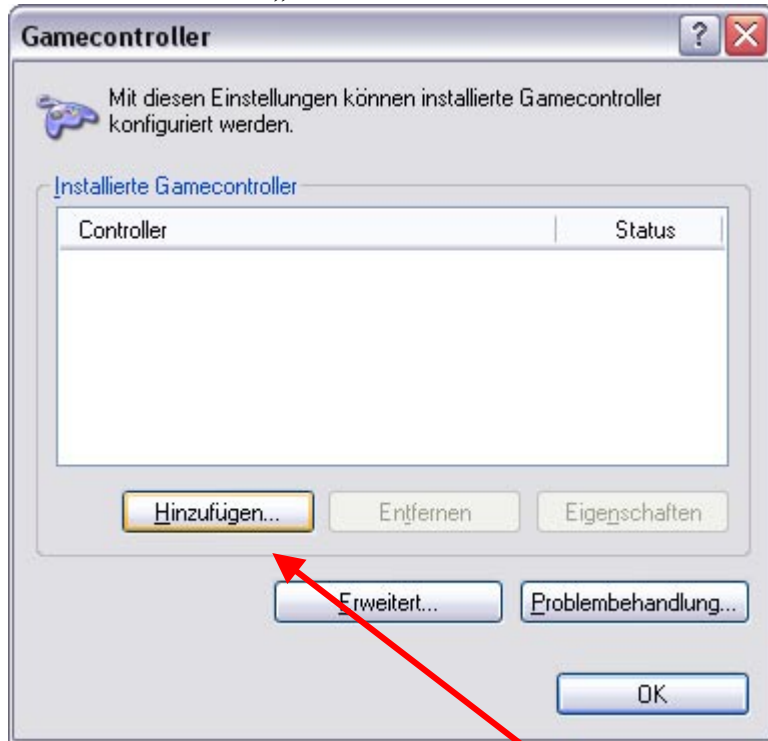 Gamecontroller
Mit diesen Einstellungen können installierte Gamecontroller
konfiguriert werden.
Installierte Gamecontroller
Controller Status
Hinzufügen... Entfernen Eigenschaften
Erweitert... Problembehandlung...
OK